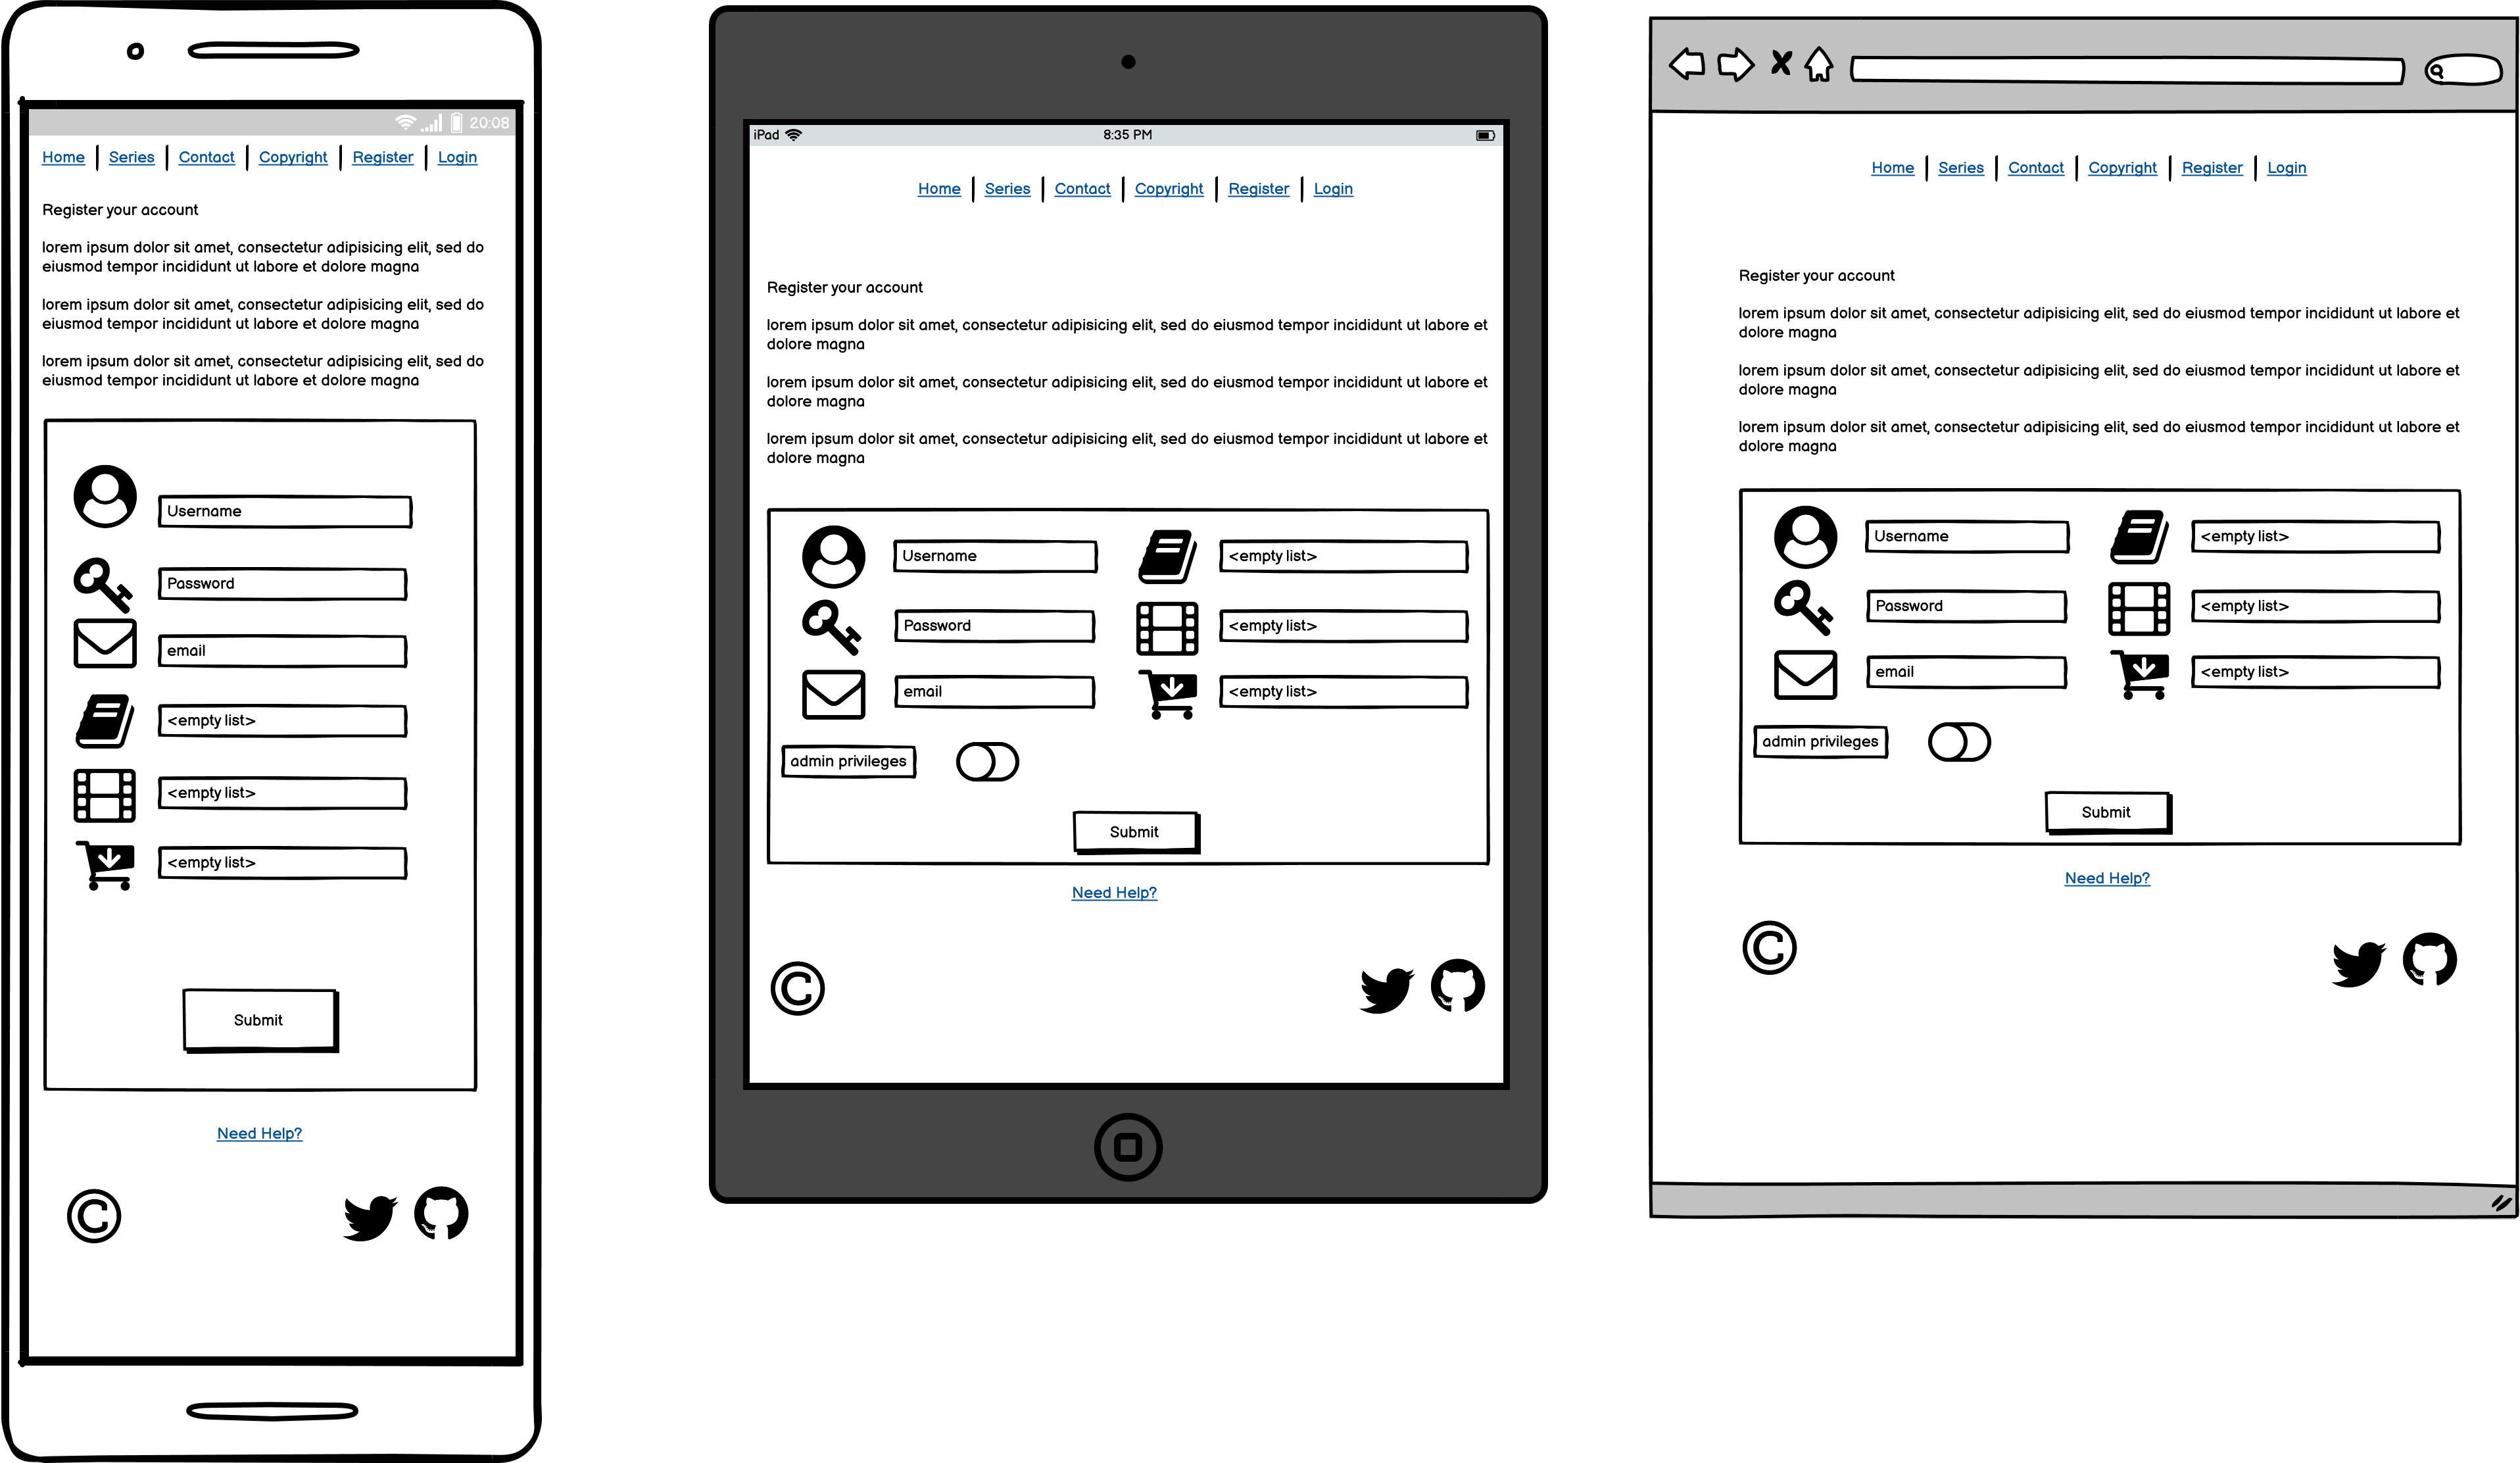 20:08
Home Series Contact Copyright Register Login
Register your account
lorem ipsum dolor sit amet, consectetur adipisicing elit, sed do
eiusmod tempor incididunt ut labore et dolore magna
lorem ipsum dolor sit amet, consectetur adipisicing elit, sed do
eiusmod tempor incididunt ut labore et dolore magna
lorem ipsum dolor sit amet, consectetur adipisicing elit, sed do
eiusmod tempor incididunt ut labore et dolore magna
Username
Password
email
<empty list>
<empty list>
<empty list>
Submit
Need Help?
©
iPad 8:35 PM
Home Series Contact Copyright Register Login
Register your account
lorem ipsum dolor sit amet, consectetur adipisicing elit, sed do eiusmod tempor incididunt ut labore et
dolore magna
lorem ipsum dolor sit amet, consectetur adipisicing elit, sed do eiusmod tempor incididunt ut labore et
dolore magna
lorem ipsum dolor sit amet, consectetur adipisicing elit, sed do eiusmod tempor incididunt ut labore et
dolore magna
Username <empty list>
Password <empty list>
email <empty list>
admin privileges
Submit
Need Help?
©
Home Series Contact Copyright Register Login
Register your account
lorem ipsum dolor sit amet, consectetur adipisicing elit, sed do eiusmod tempor incididunt ut labore et
dolore magna
lorem ipsum dolor sit amet, consectetur adipisicing elit, sed do eiusmod tempor incididunt ut labore et
dolore magna
lorem ipsum dolor sit amet, consectetur adipisicing elit, sed do eiusmod tempor incididunt ut labore et
dolore magna
Username <empty list>
Password <empty list>
email <empty list>
admin privileges
Submit
Need Help?
©